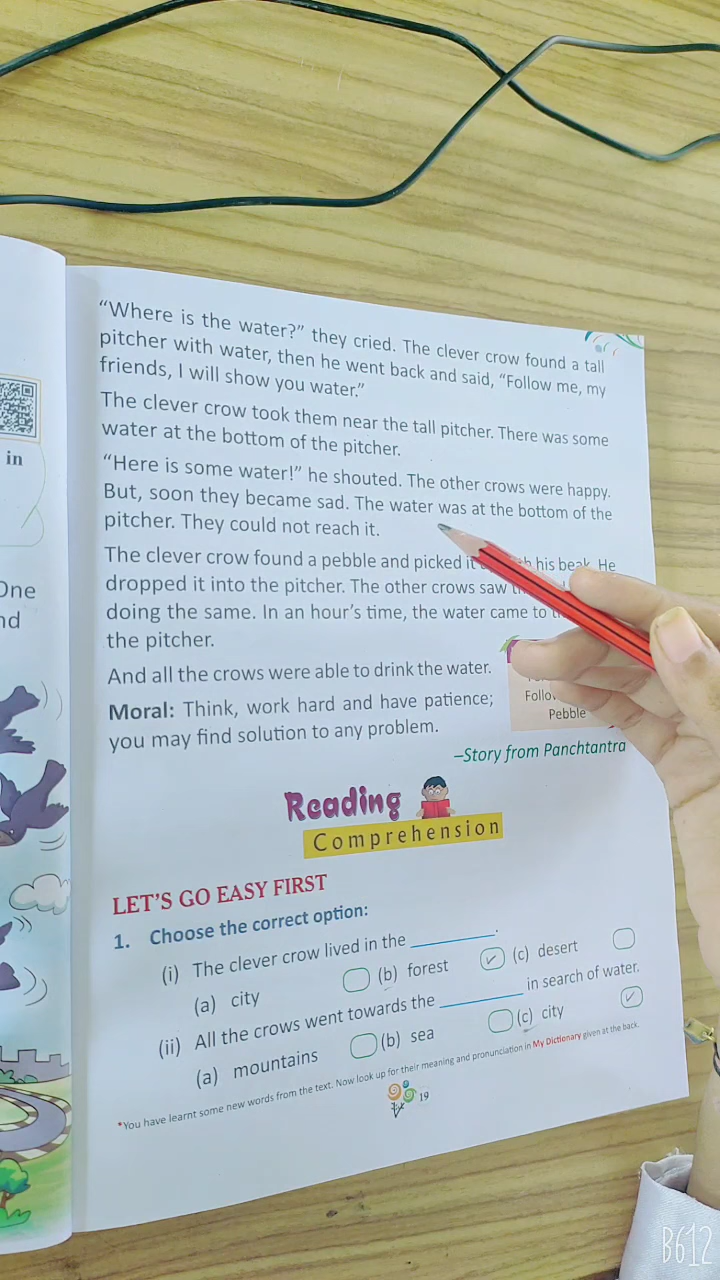 “Where is the water?” they cried. The clever crow found a tall
pitcher with water, then he went back and said, “Follow me, my
friends, I will show you water.”
The clever crow took them near the tall pitcher. There was some
water at the bottom of the pitcher.
“Here is some water!” he shouted. The other crows were happy.
But, soon they became sad. The water was at the bottom of the
pitcher. They could not reach it.
The clever crow found a pebble and picked it his beak. He
dropped it into the pitcher. The other crows saw
doing the same. In an hour’s time, the water came to
the pitcher.
And all the crows were able to drink the water.
Moral: Think, work hard and have patience;
you may find solution to any problem.
Pebble
–Story from Panchtantra
Reading
Comprehension
LET’S GO EASY FIRST
1. Choose the correct option:
(i) The clever crow lived in the ________.
(a) city (b) forest ✓ (c) desert
(ii) All the crows went towards the ________ in search of water.
(a) mountains (b) sea (c) city ✓
*You have learnt some new words from the text. Now look up for their meaning and pronunciation in My Dictionary given at the back.
19
in
One
nd
B612